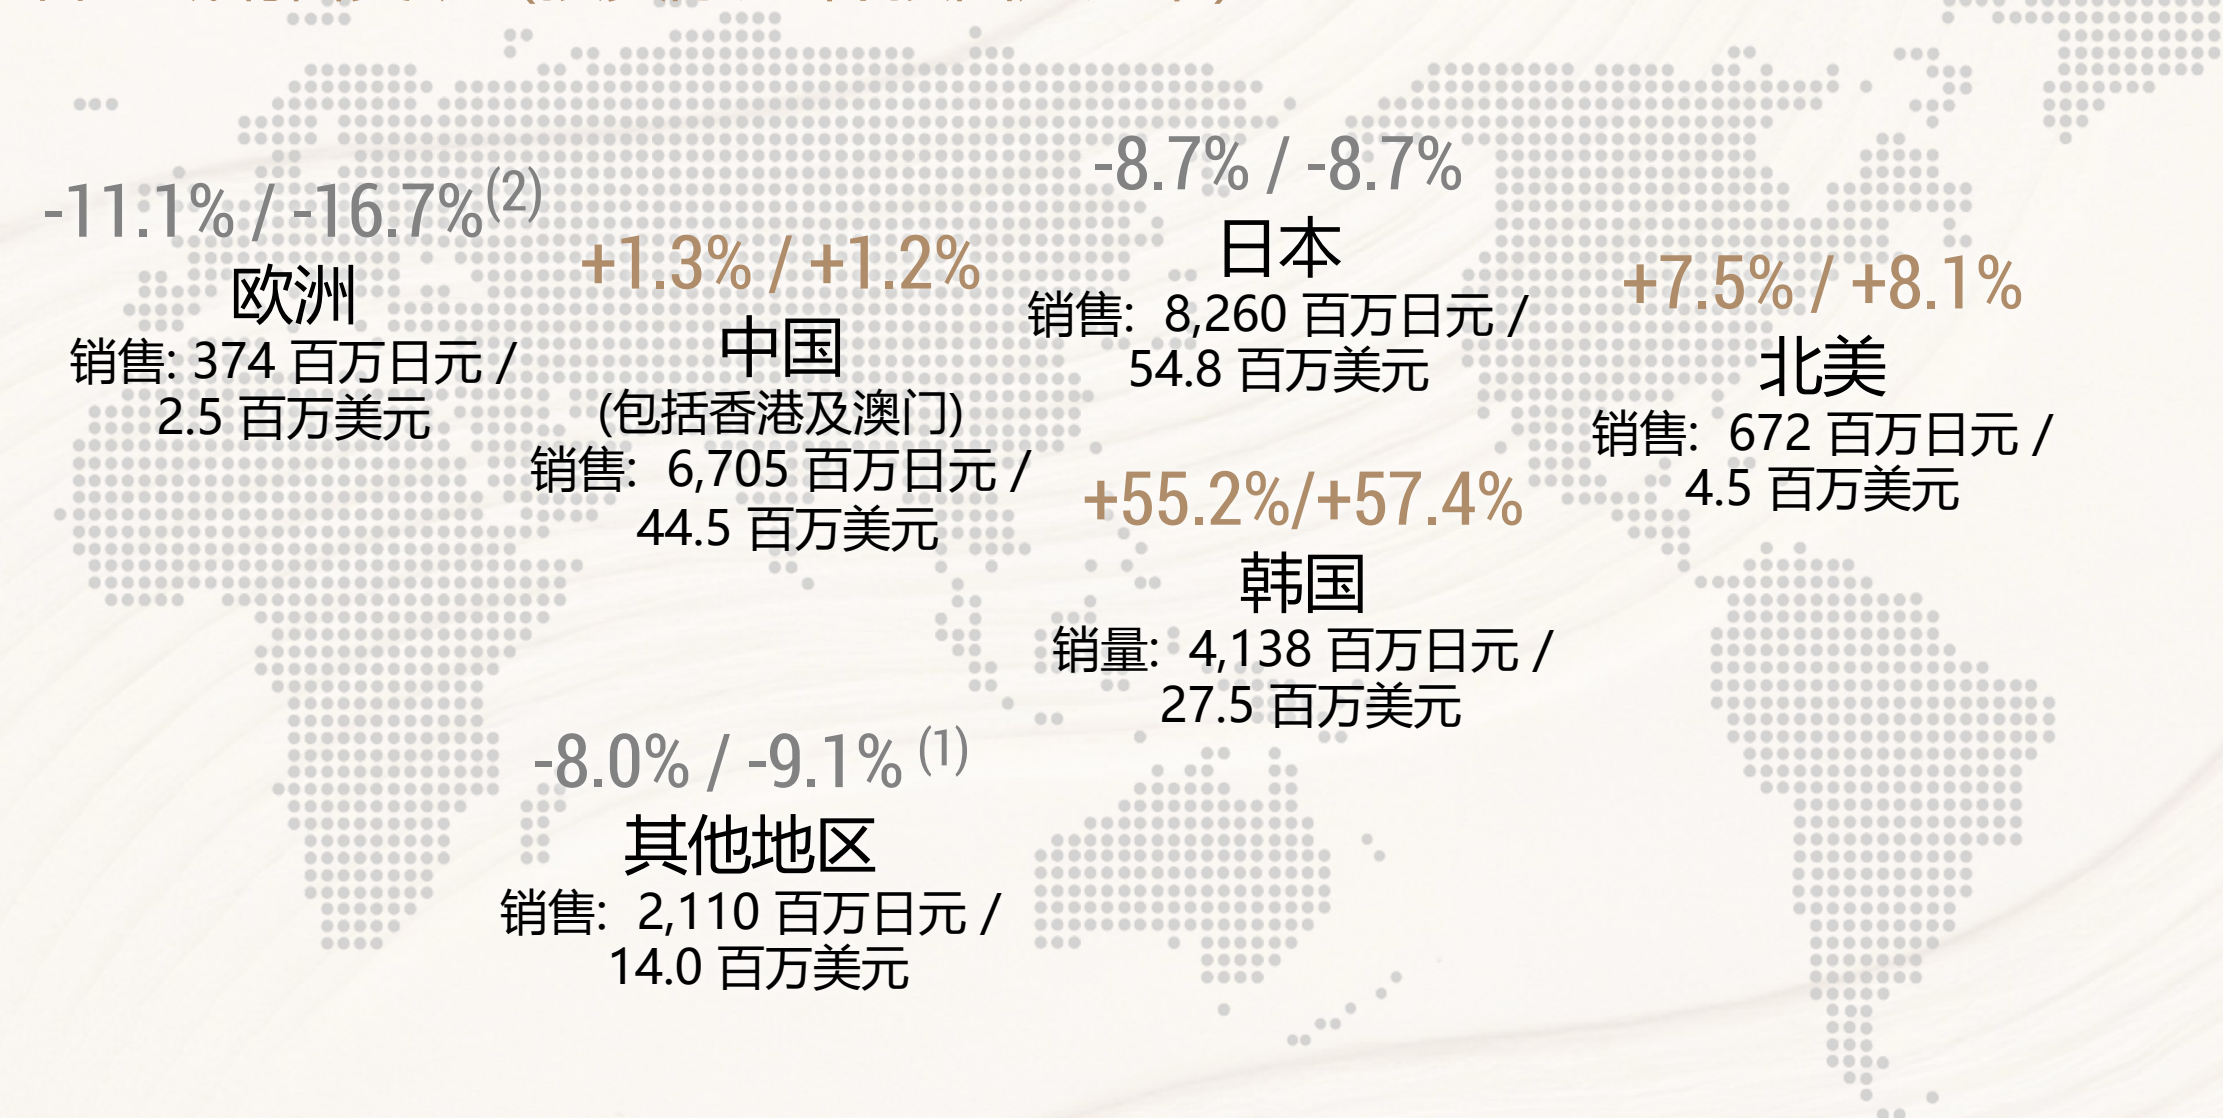 -11.1% / -16.7%(2)
欧洲
销售: 374 百万日元 /
2.5 百万美元
+1.3% / +1.2%
中国
(包括香港及澳门)
销售: 6,705 百万日元 /
44.5 百万美元
-8.7% / -8.7%
日本
销售: 8,260 百万日元 /
54.8 百万美元
+7.5% / +8.1%
北美
销售: 672 百万日元 /
4.5 百万美元
+55.2%/+57.4%
韩国
销量: 4,138 百万日元 /
27.5 百万美元
-8.0% / -9.1% (1)
其他地区
销售: 2,110 百万日元 /
14.0 百万美元